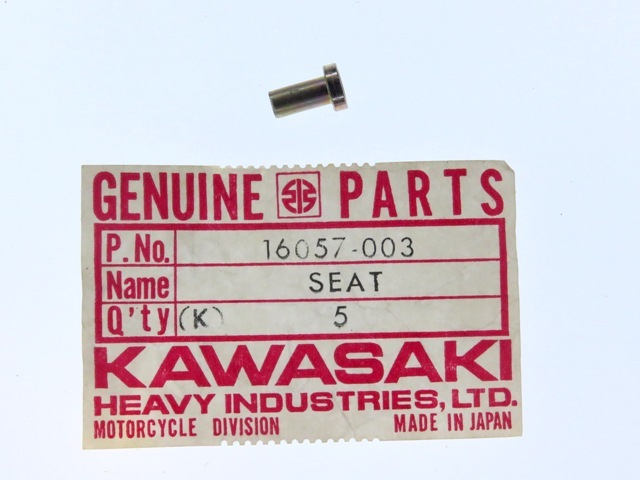 GENUINE PARTS
P.No. 16057-003
Name SEAT
Q'ty (K) 5
KAWASAKI
HEAVY INDUSTRIES, LTD.
MOTORCYCLE DIVISION MADE IN JAPAN